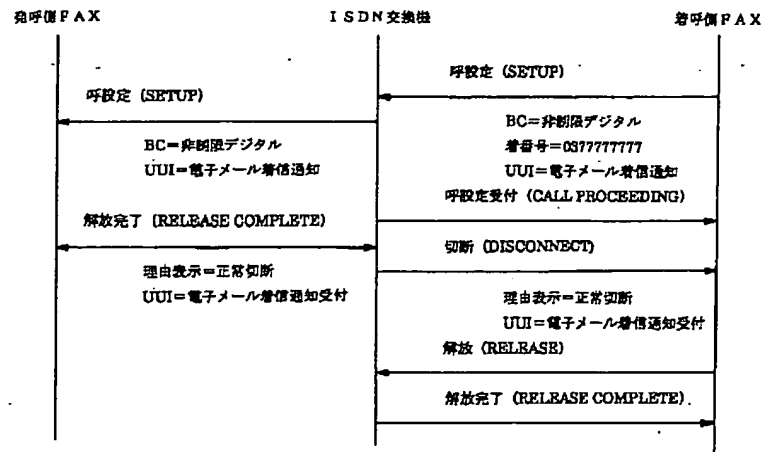 発呼側FAX
ISDN交換機
着呼側FAX
呼設定 (SETUP)
呼設定 (SETUP)
BC=非制限デジタル
UUI=電子メール着信通知
BC=非制限デジタル
着番号=0377777777
UUI=電子メール着信通知
呼設定受付 (CALL PROCEEDING)
解放完了 (RELEASE COMPLETE)
切断 (DISCONNECT)
理由表示=正常切断
UUI=電子メール着信通知受付
理由表示=正常切断
UUI=電子メール着信通知受付
解放 (RELEASE)
解放完了 (RELEASE COMPLETE)